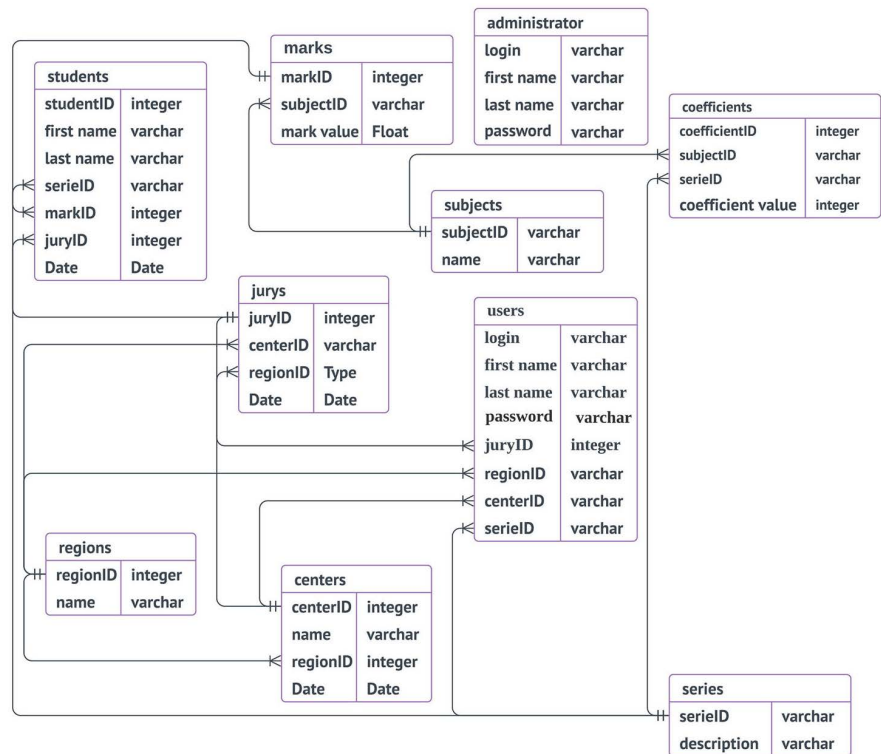 administrator
login varchar
first name varchar
last name varchar
password varchar
marks
markID integer
subjectID varchar
mark value Float
students
studentID integer
first name varchar
last name varchar
serieID varchar
markID integer
juryID integer
Date Date
coefficients
coefficientID integer
subjectID varchar
serieID varchar
coefficient value integer
subjects
subjectID varchar
name varchar
jurys
juryID integer
centerID varchar
regionID Type
Date Date
users
login varchar
first name varchar
last name varchar
password varchar
juryID integer
regionID varchar
centerID varchar
serieID varchar
regions
regionID integer
name varchar
centers
centerID integer
name varchar
regionID integer
Date Date
series
serieID varchar
description varchar